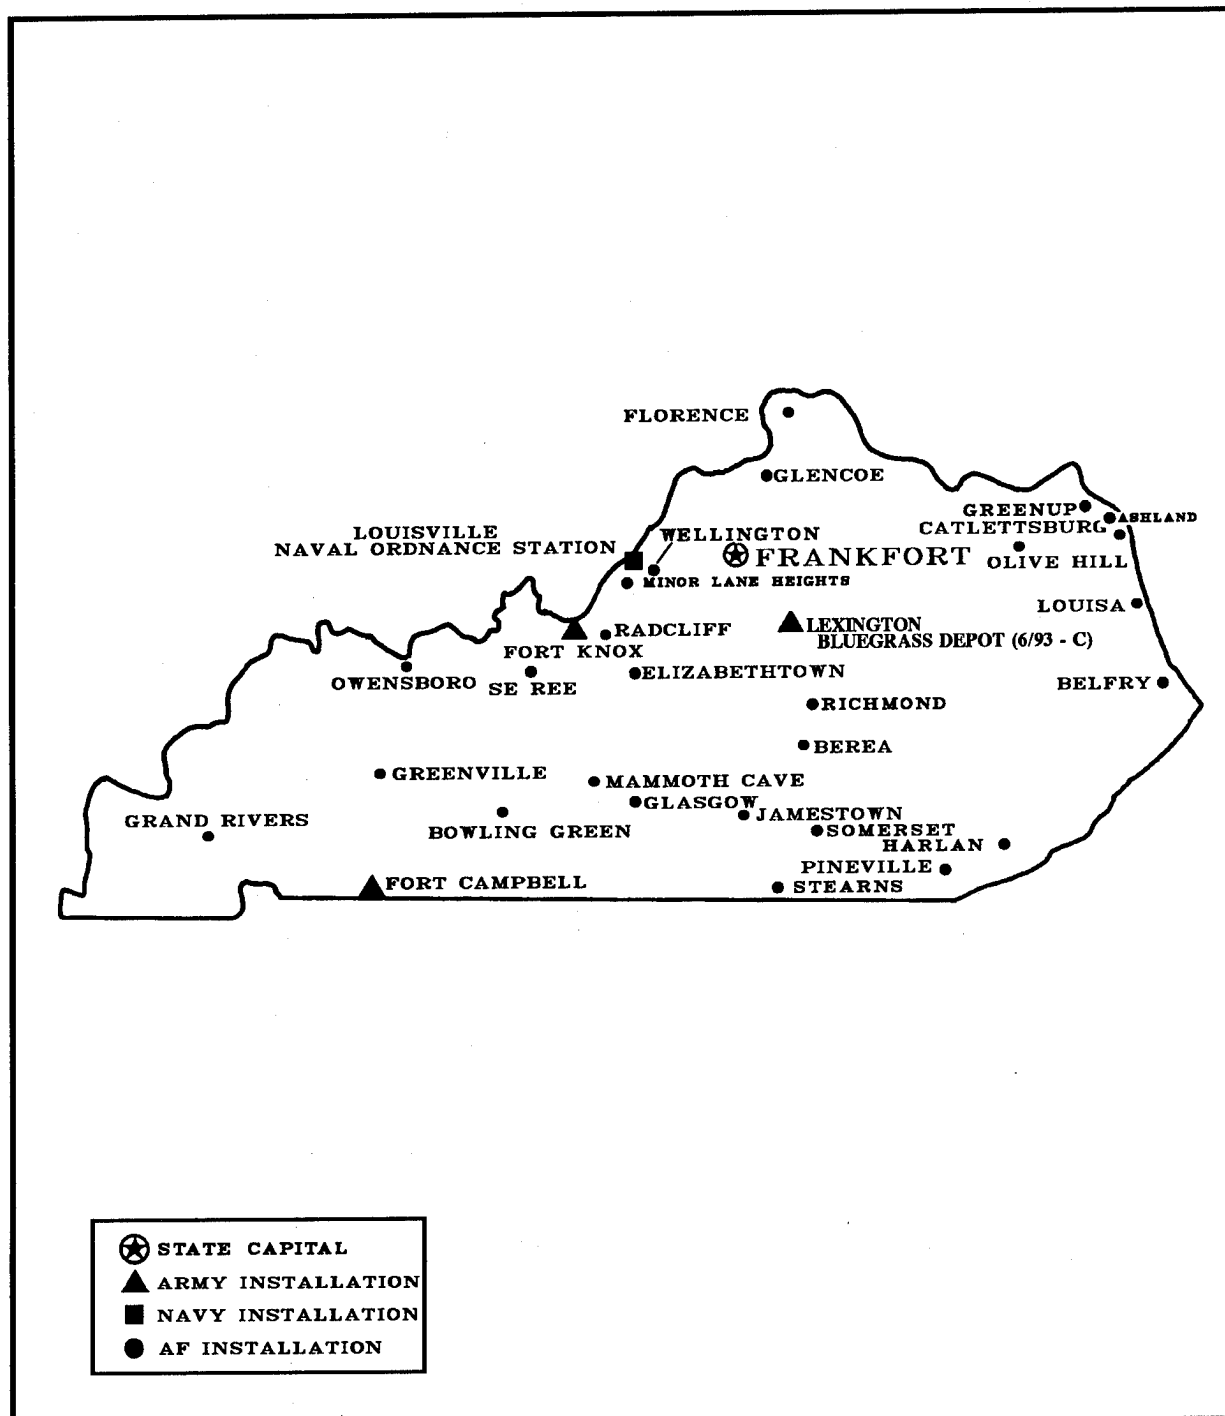 FLORENCE
GLENCOE
GREENUP
ASHLAND
CATLETTSBURG
LOUISVILLE
NAVAL ORDNANCE STATION
WELLINGTON
FRANKFORT
OLIVE HILL
MINOR LANE HEIGHTS
LOUISA
LEXINGTON
BLUEGRASS DEPOT (6/93 - C)
RADCLIFF
FORT KNOX
OWENSBORO
SE REE
ELIZABETHTOWN
BELFRY
RICHMOND
BEREA
GREENVILLE
MAMMOTH CAVE
GLASGOW
JAMESTOWN
GRAND RIVERS
BOWLING GREEN
SOMERSET
HARLAN
PINEVILLE
FORT CAMPBELL
STEARNS
STATE CAPITAL
ARMY INSTALLATION
NAVY INSTALLATION
AF INSTALLATION